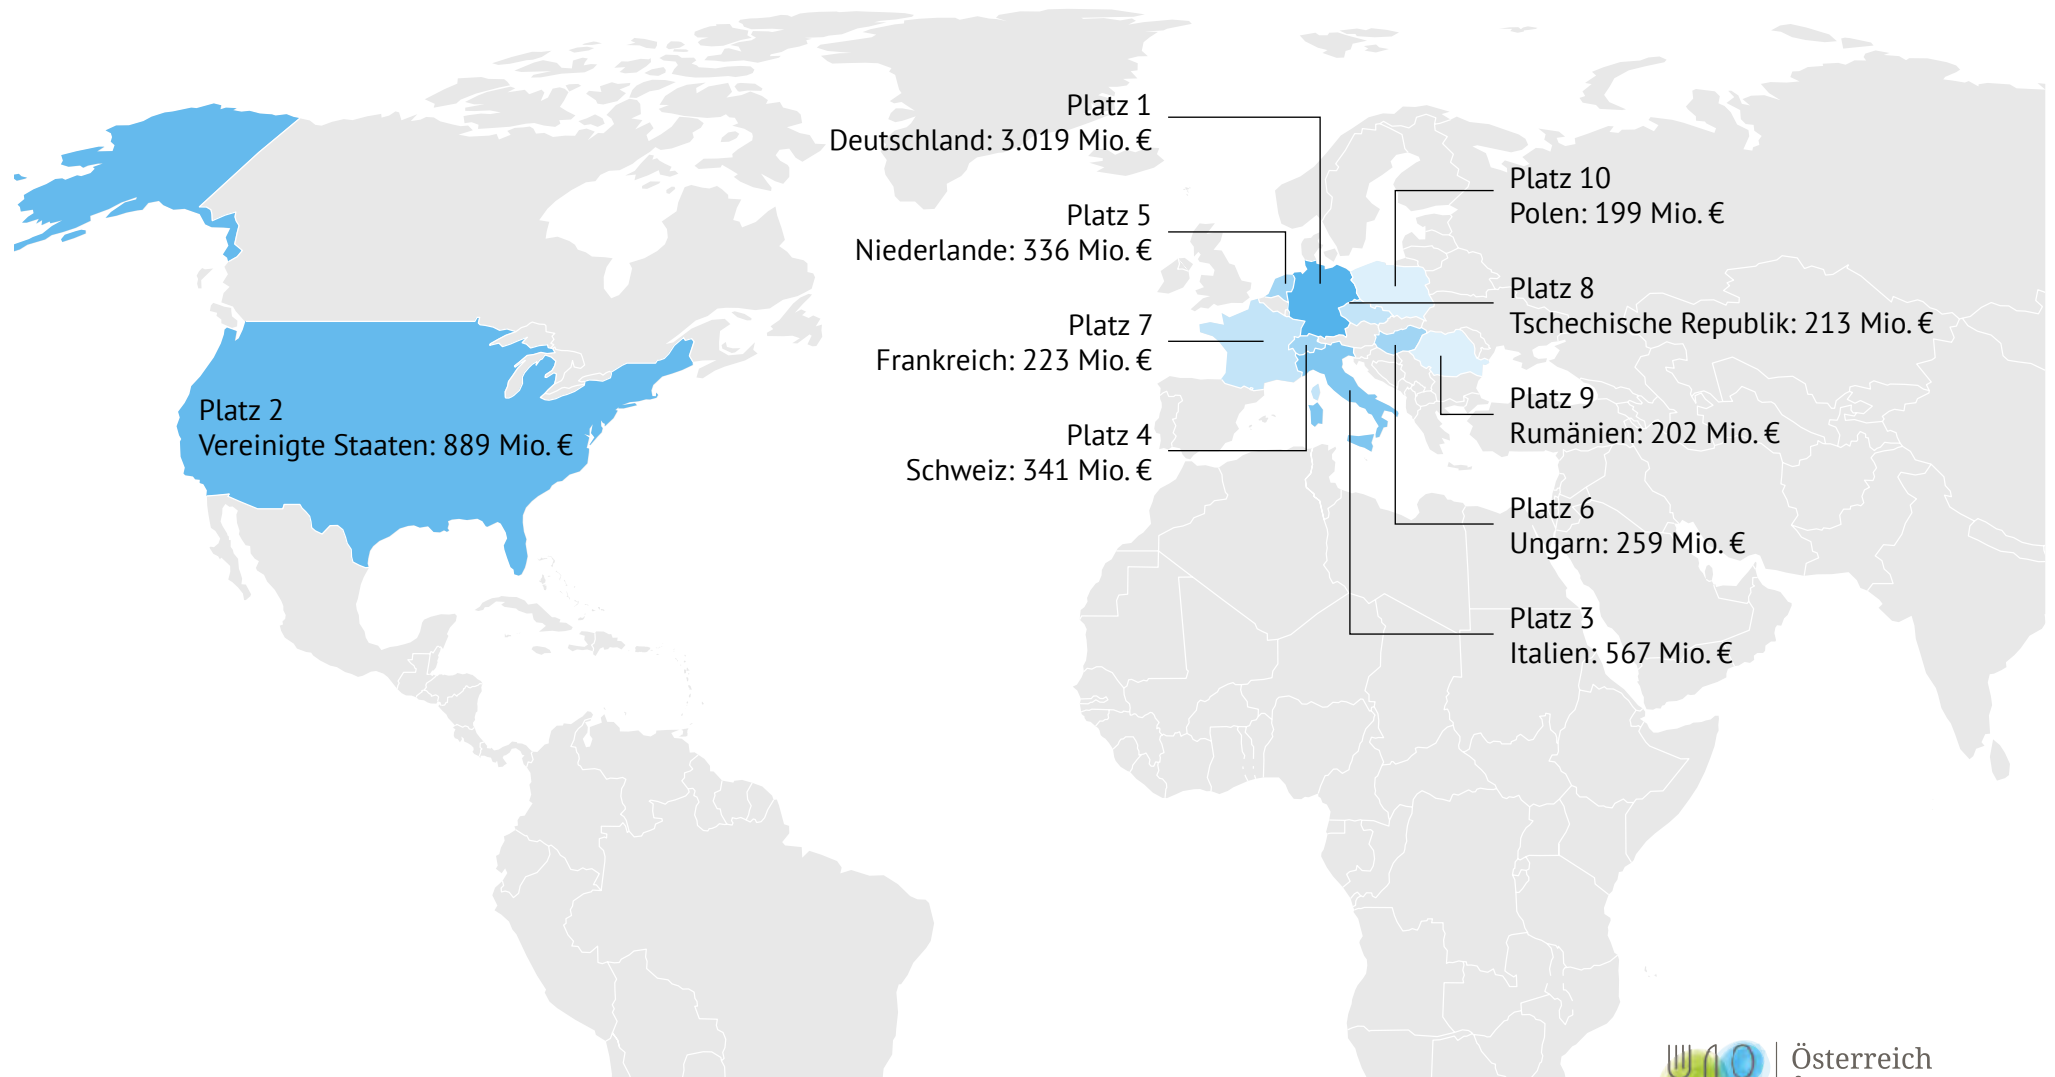 Platz 1
Deutschland: 3.019 Mio. €
Platz 5
Niederlande: 336 Mio. €
Platz 7
Frankreich: 223 Mio. €
Platz 4
Schweiz: 341 Mio. €
Platz 2
Vereinigte Staaten: 889 Mio. €
Platz 10
Polen: 199 Mio. €
Platz 8
Tschechische Republik: 213 Mio. €
Platz 9
Rumänien: 202 Mio. €
Platz 6
Ungarn: 259 Mio. €
Platz 3
Italien: 567 Mio. €
Österreich